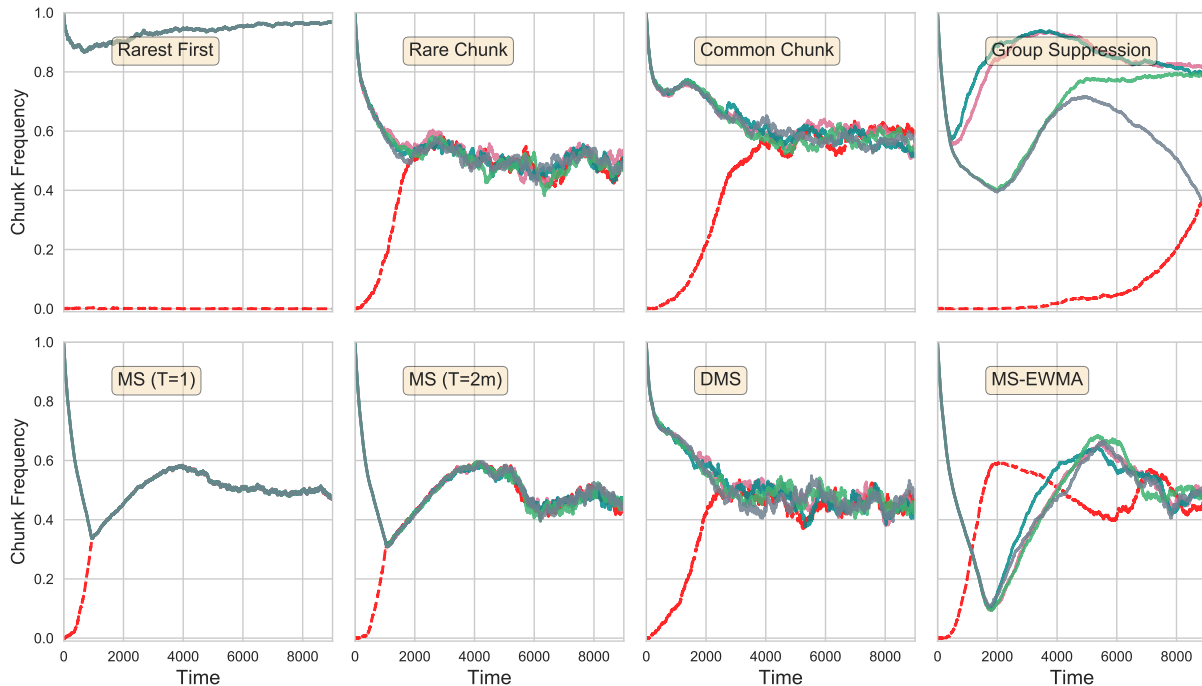 1.0
0.8
0.6
0.4
0.2
0.0
Chunk Frequency
Rarest First
Rare Chunk
Common Chunk
Group Suppression
1.0
0.8
0.6
0.4
0.2
0.0
Chunk Frequency
MS (T=1)
MS (T=2m)
DMS
MS-EWMA
0 2000 4000 6000 8000
0 2000 4000 6000 8000
0 2000 4000 6000 8000
0 2000 4000 6000 8000
Time
Time
Time
Time